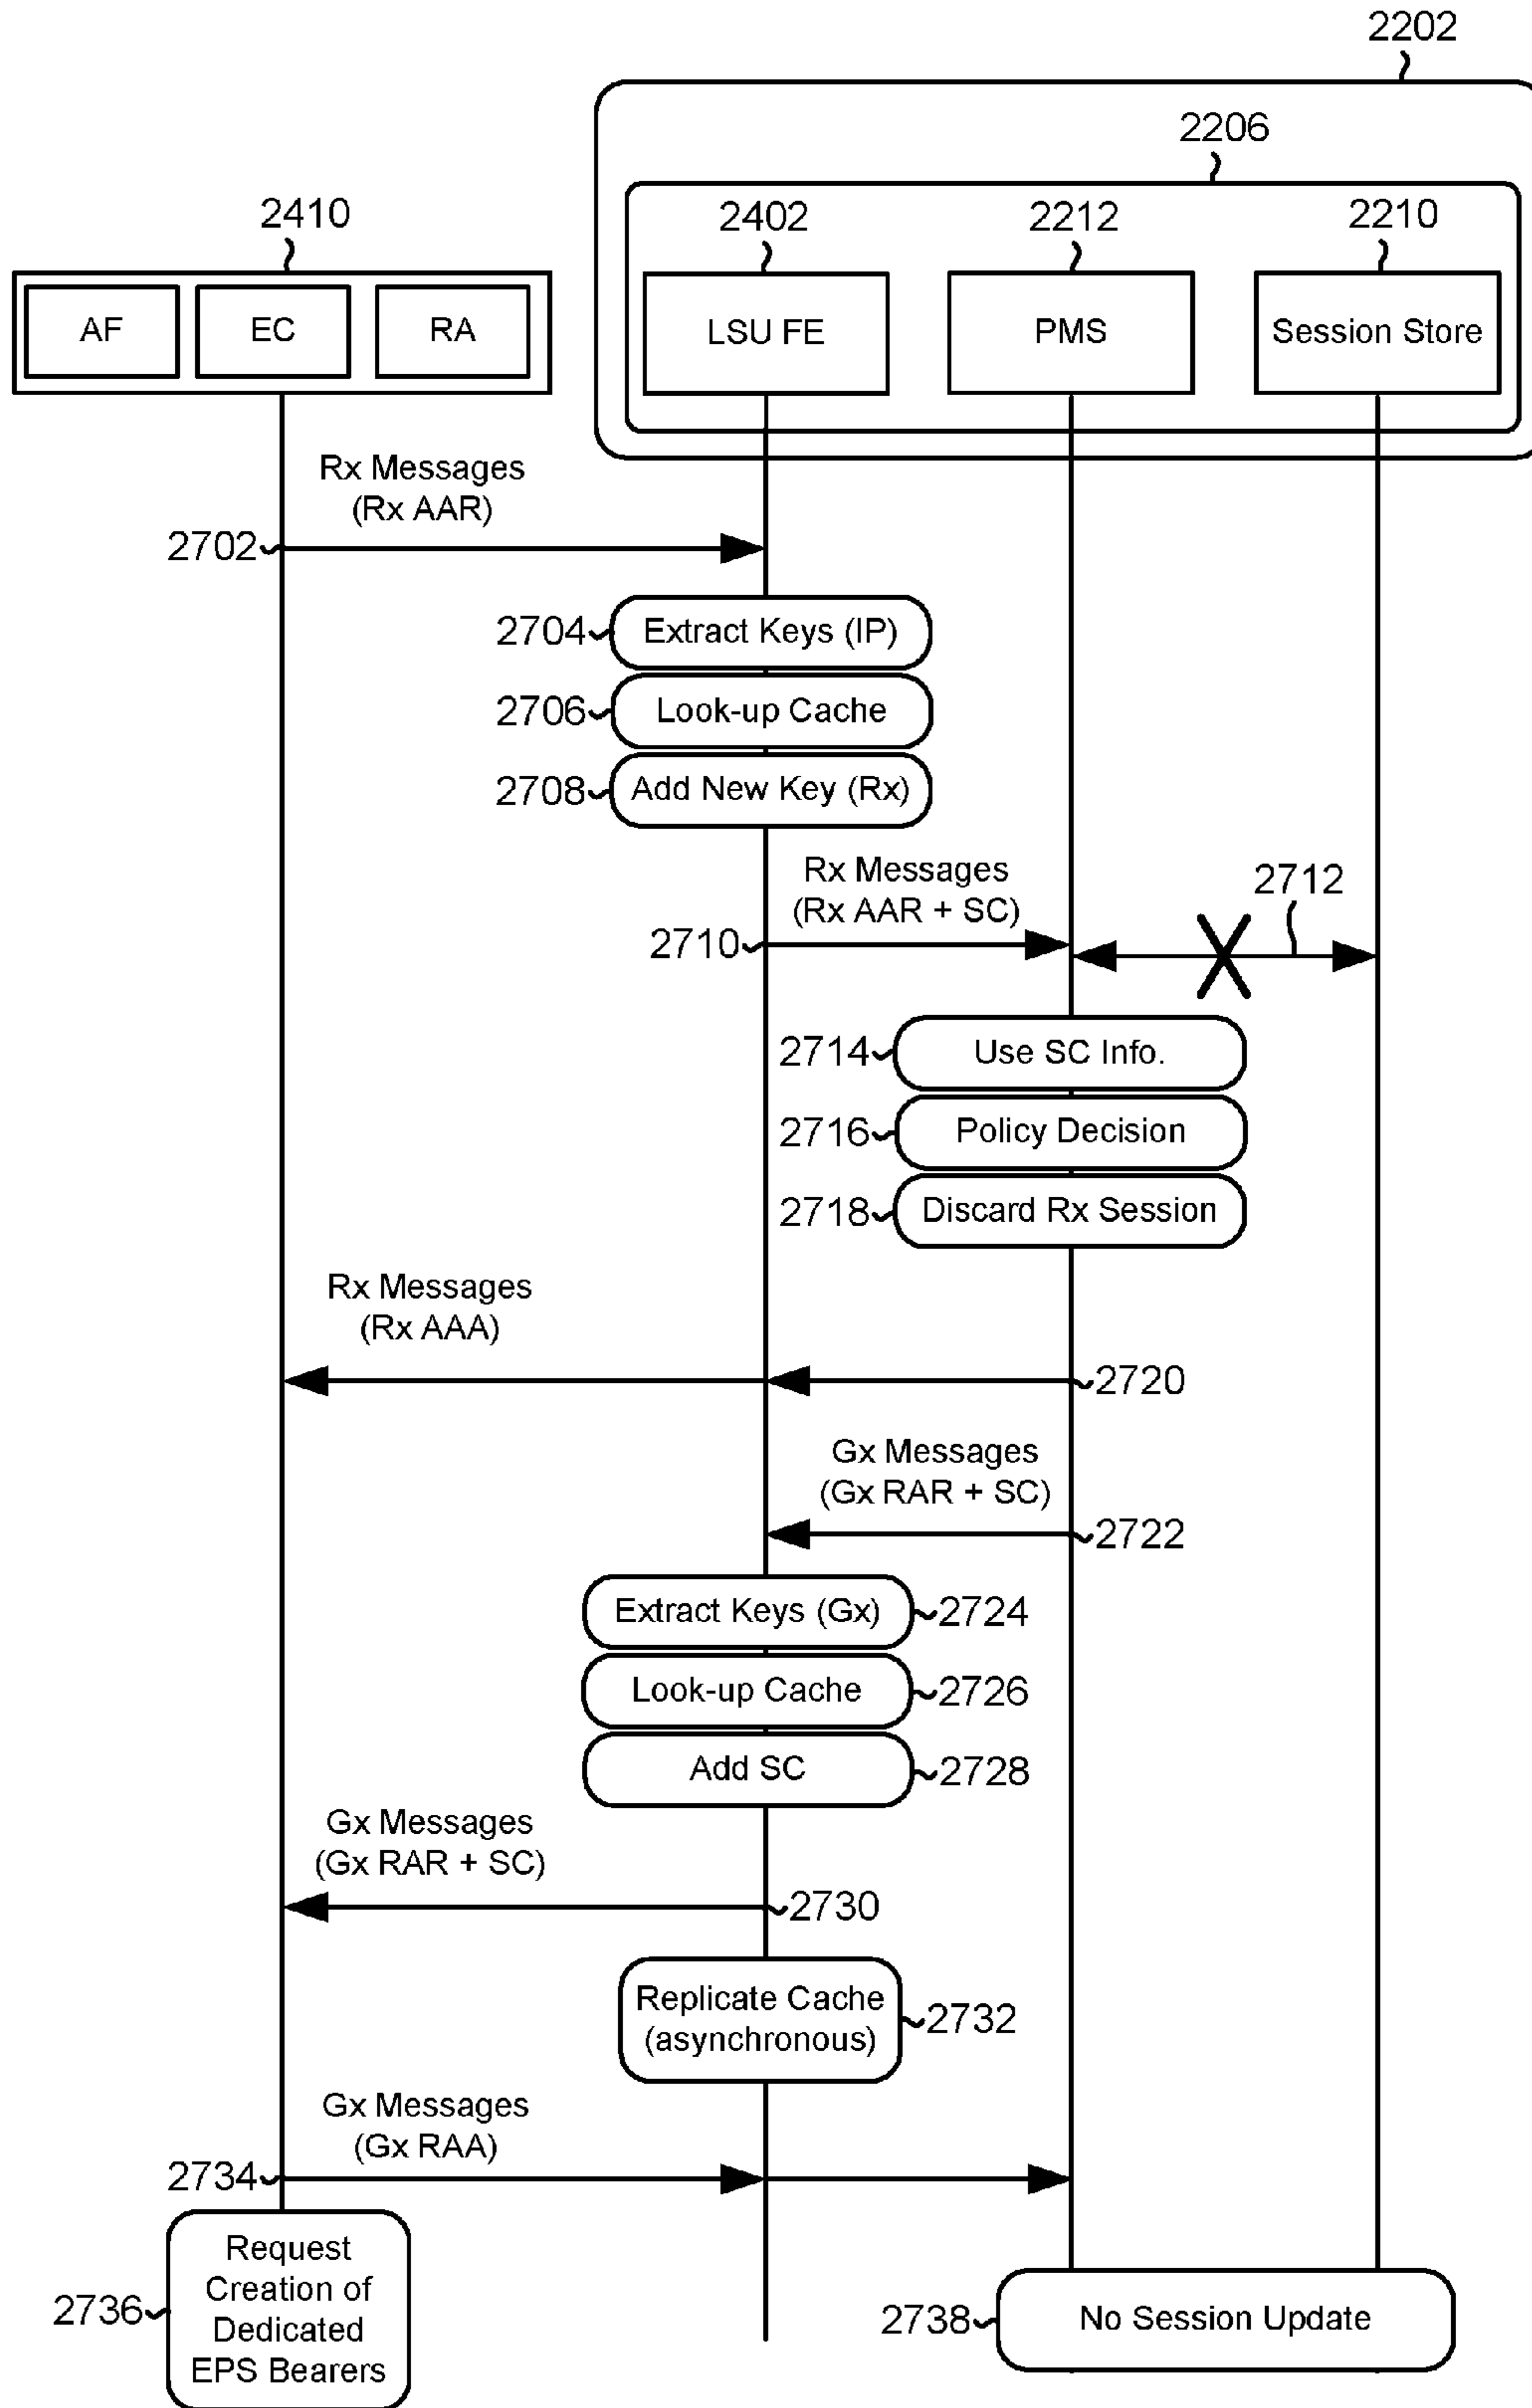 2202
2206
2410
2402
2212
2210
AF
EC
RA
LSU FE
PMS
Session Store
Rx Messages
(Rx AAR)
2702
2704
Extract Keys (IP)
2706
Look-up Cache
2708
Add New Key (Rx)
Rx Messages
(Rx AAR + SC)
2710
2712
2714
Use SC Info.
2716
Policy Decision
2718
Discard Rx Session
Rx Messages
(Rx AAA)
2720
Gx Messages
(Gx RAR + SC)
2722
Extract Keys (Gx)
2724
Look-up Cache
2726
Add SC
2728
Gx Messages
(Gx RAR + SC)
2730
Replicate Cache
(asynchronous)
2732
Gx Messages
(Gx RAA)
2734
Request
Creation of
Dedicated
EPS Bearers
2736
2738
No Session Update